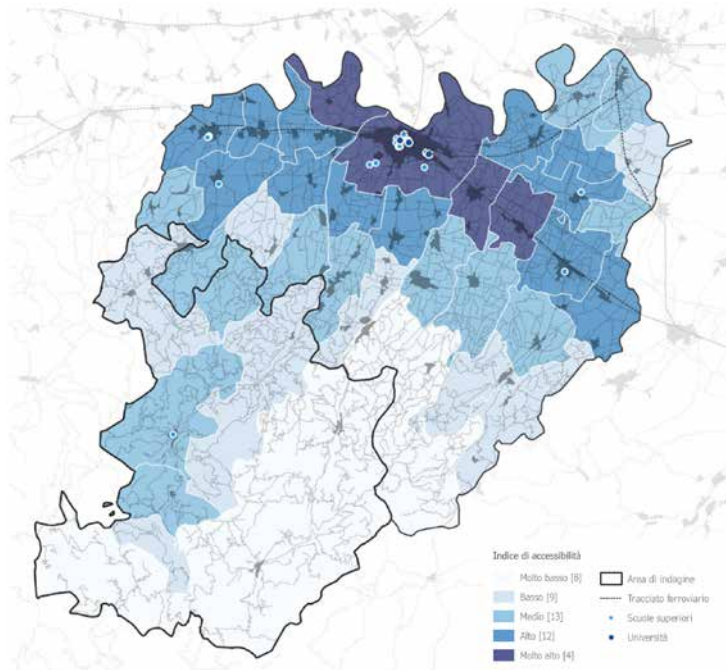 Indice di accessibilità
Molto basso [8]
Basso [9]
Medio [13]
Alto [12]
Molto alto [4]
Area di indagine
Tracciato ferroviario
Scuole superiori
Università